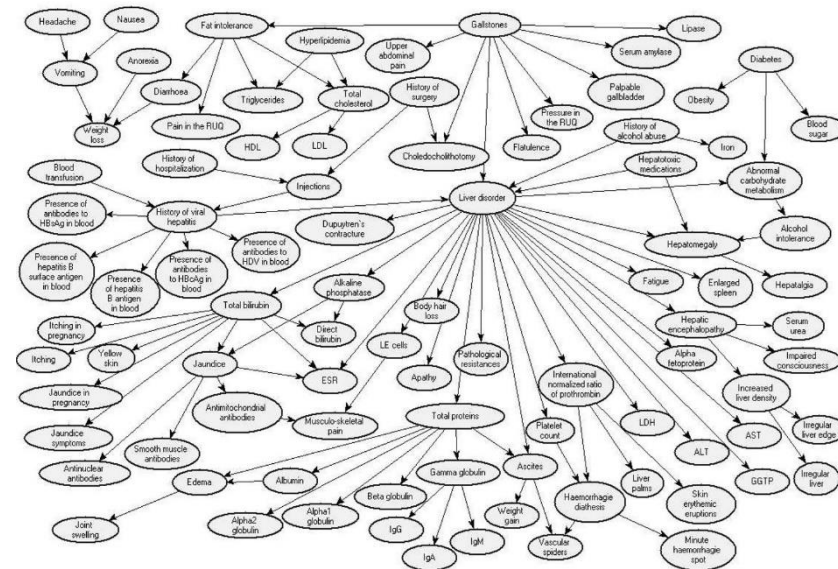 Headache
Nausea
Fat intolerance
Gallstones
Lipase
Hyperlipidemia
Upper
abdominal
pain
Serum amylase
Vomiting
Anorexia
Diabetes
Diarrhoea
Triglycerides
Total
cholesterol
History
of surgery
Palpable
gallbladder
Obesity
Weight
loss
Pain in the RUQ
HDL
LDL
Flatulence
Pressure
in the
RUQ
Blood
sugar
History of
alcohol abuse
Iron
Choledocholithotomy
History of
hospitalization
Hepatotoxic
medications
Blood
transfusion
Injections
Abnormal
carbohydrate
metabolism
Liver disorder
Presence of
antibodies to
HBsAg in blood
History of viral
hepatitis
Dupuytren's
contracture
Alcohol
intolerance
Hepatomegaly
Presence of
hepatitis B
surface antigen
in blood
Presence
of hepatitis
B antigen
in blood
Presence of
antibodies
to HBcAg in
blood
Presence of
antibodies to
HDV in blood
Fatigue
Enlarged
spleen
Hepatalgia
Alkaline
phosphatase
Total bilirubin
Body hair
loss
Hepatic
encephalopathy
Serum
urea
Itching in
pregnancy
Direct
bilirubin
LE cells
Itching
Yellow
skin
Jaundice
Pathological
resistances
Alpha
fetoprotein
Impaired
consciousness
ESR
Apathy
International
normalized ratio
of prothrombin
Increased
liver density
Jaundice in
pregnancy
Antimitochondrial
antibodies
Musculo-skeletal
pain
Total proteins
Platelet
count
LDH
Irregular
liver edge
Jaundice
symptoms
Smooth muscle
antibodies
ALT
AST
Antinuclear
antibodies
Edema
Albumin
Gamma globulin
Ascites
Liver
palms
GGTP
Irregular
liver
Beta globulin
Haemorrhagie
diathesis
Skin
erythemic
eruptions
Joint
swelling
Alpha2
globulin
Alpha1
globulin
IgG
IgA
IgM
Weight
gain
Vascular
spiders
Minute
haemorrhagie
spot